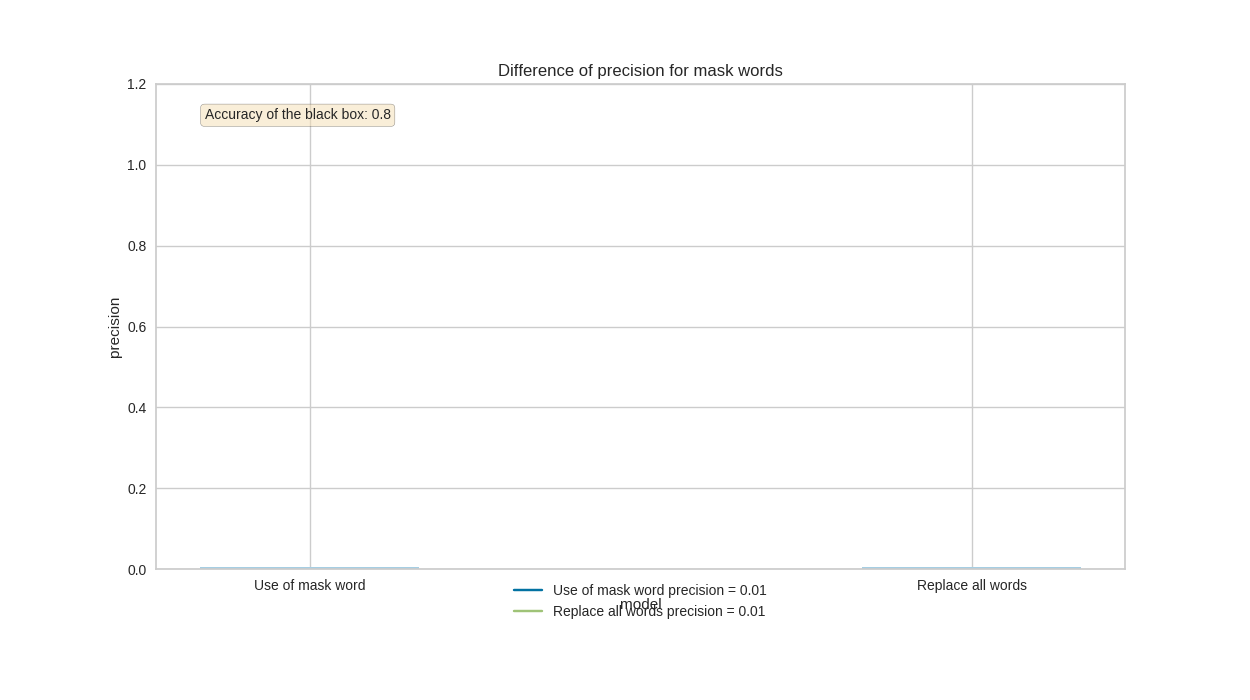 Difference of precision for mask words
1.2
Accuracy of the black box: 0.8
1.0
0.8
0.6
0.4
0.2
0.0
precision
Use of mask word
Replace all words
model
Use of mask word precision = 0.01
Replace all words precision = 0.01